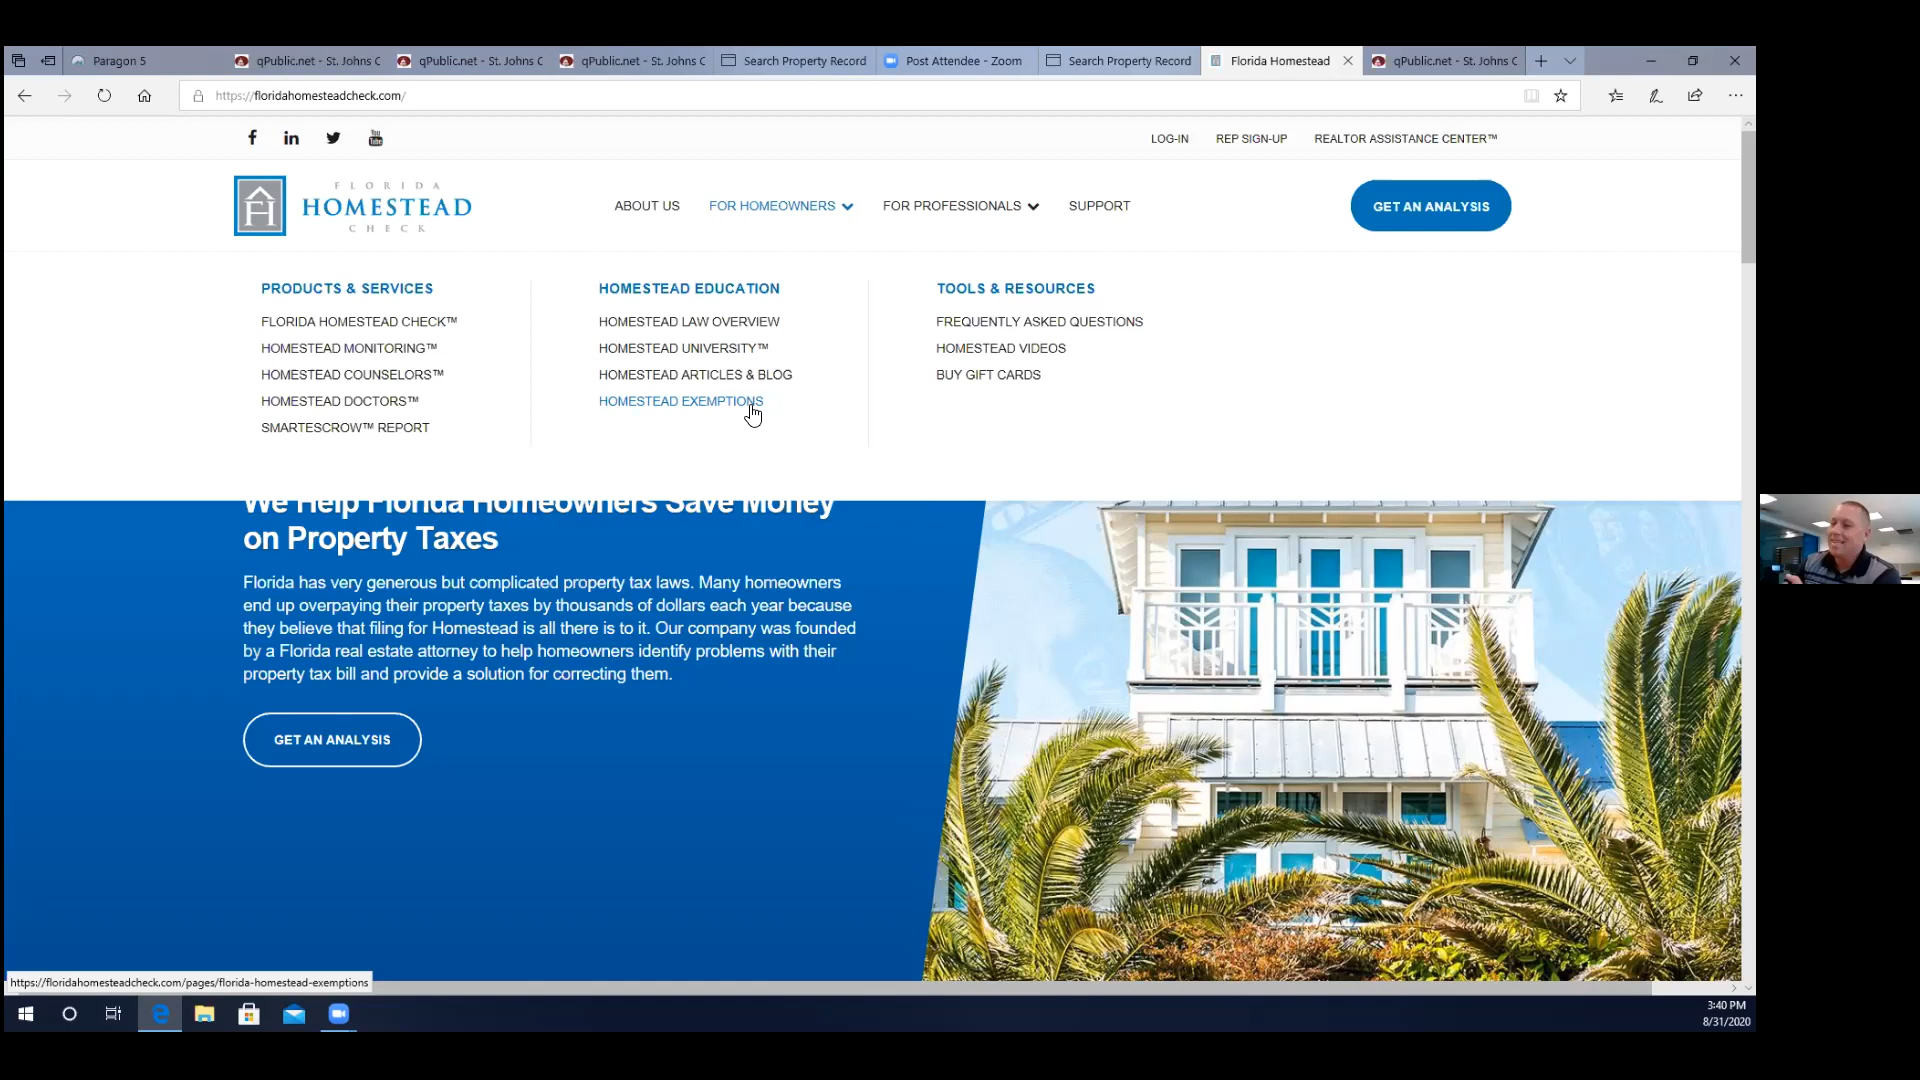 Paragon 5
qPublic.net - St. Johns C
qPublic.net - St. Johns C
qPublic.net - St. Johns C
Search Property Record
Post Attendee - Zoom
Search Property Record
Florida Homestead
qPublic.net - St. Johns C
https://floridahomesteadcheck.com/
LOG-IN
REP SIGN-UP
REALTOR ASSISTANCE CENTER™
FLORIDA
HOMESTEAD
CHECK
ABOUT US
FOR HOMEOWNERS
FOR PROFESSIONALS
SUPPORT
GET AN ANALYSIS
PRODUCTS & SERVICES
FLORIDA HOMESTEAD CHECK™
HOMESTEAD MONITORING™
HOMESTEAD COUNSELORS™
HOMESTEAD DOCTORS™
SMARTESCROW™ REPORT
HOMESTEAD EDUCATION
HOMESTEAD LAW OVERVIEW
HOMESTEAD UNIVERSITY™
HOMESTEAD ARTICLES & BLOG
HOMESTEAD EXEMPTIONS
TOOLS & RESOURCES
FREQUENTLY ASKED QUESTIONS
HOMESTEAD VIDEOS
BUY GIFT CARDS
We Help Florida Homeowners Save Money
on Property Taxes
Florida has very generous but complicated property tax laws. Many homeowners
end up overpaying their property taxes by thousands of dollars each year because
they believe that filing for Homestead is all there is to it. Our company was founded
by a Florida real estate attorney to help homeowners identify problems with their
property tax bill and provide a solution for correcting them.
GET AN ANALYSIS
https://floridahomesteadcheck.com/pages/florida-homestead-exemptions
3:40 PM
8/31/2020